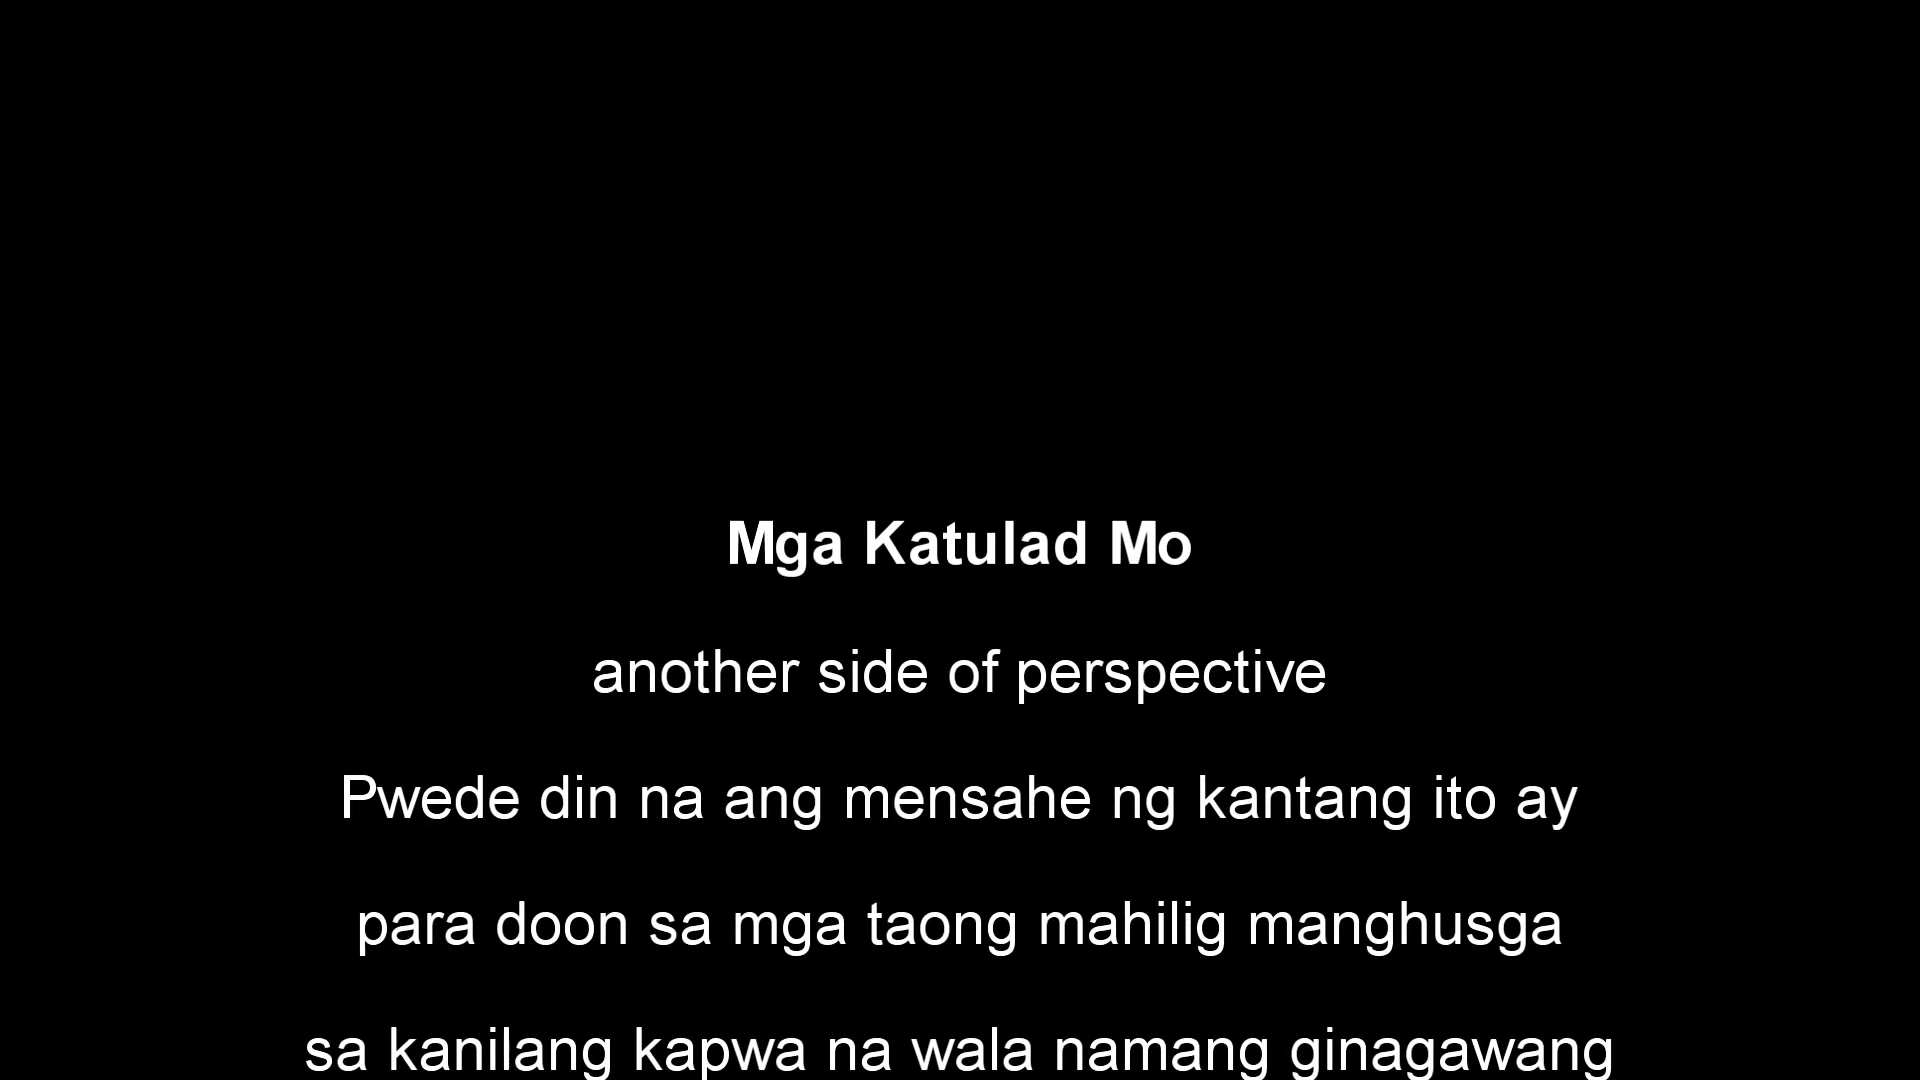 Mga Katulad Mo
another side of perspective
Pwede din na ang mensahe ng kantang ito ay
para doon sa mga taong mahilig manghusga
sa kanilang kapwa na wala namang ginagawang